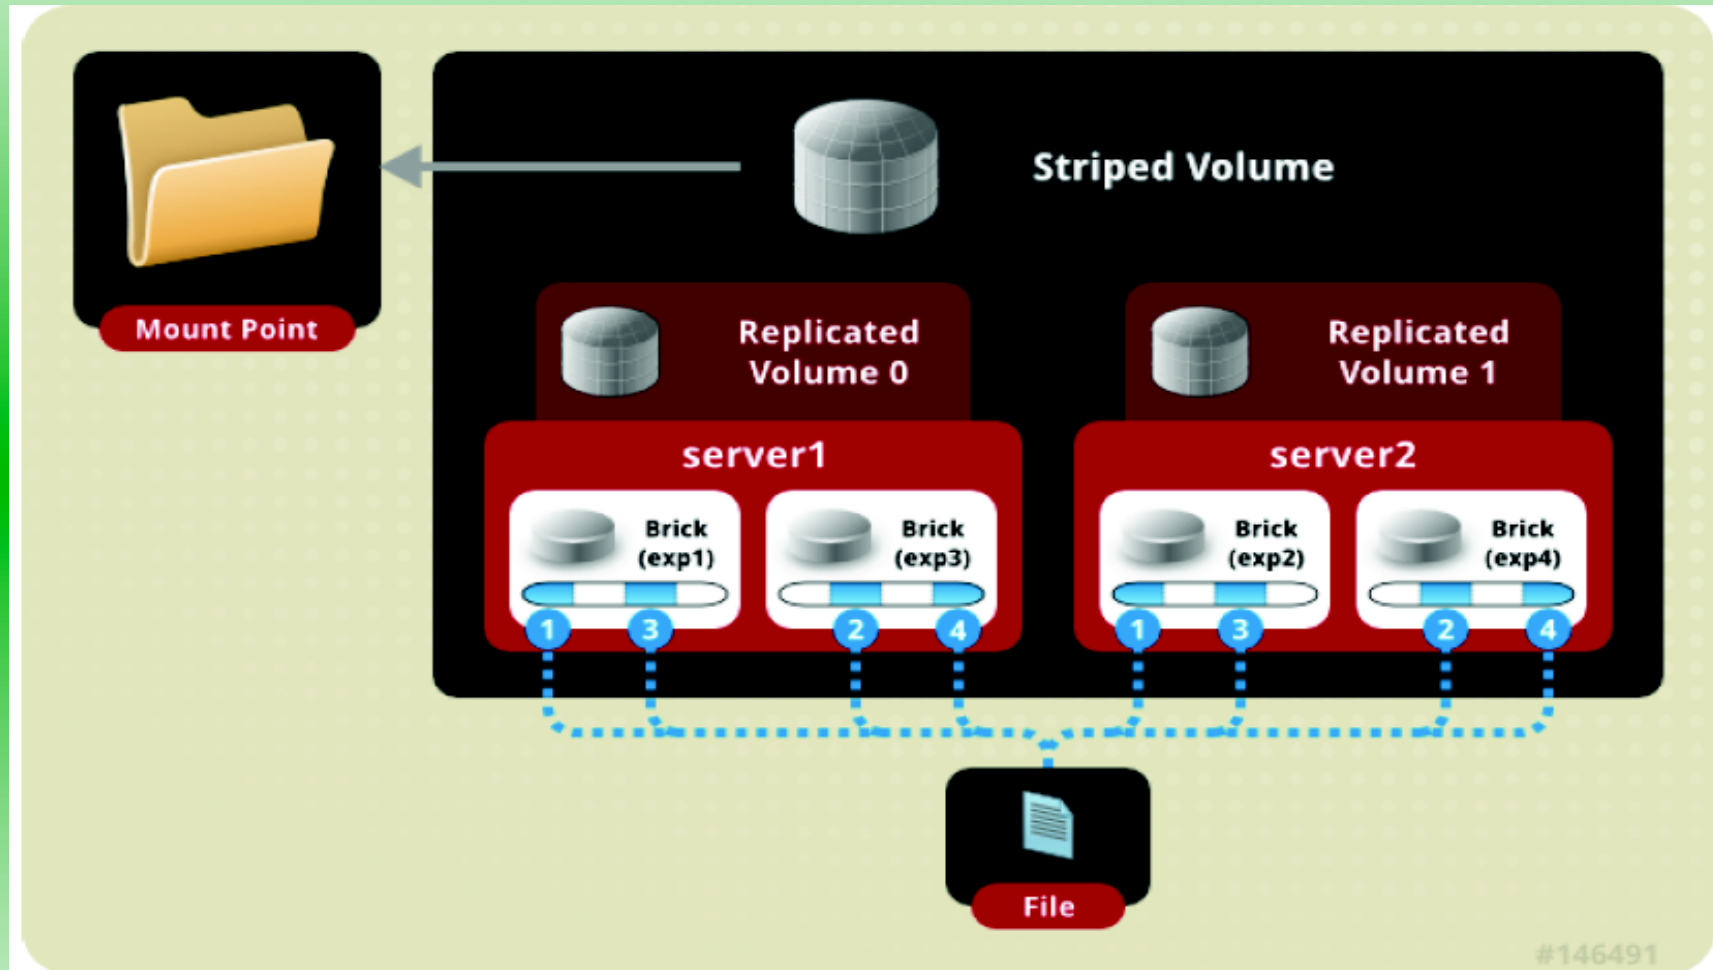 Striped Volume
Mount Point
Replicated
Volume 0
Replicated
Volume 1
server1
server2
Brick
(exp1)
Brick
(exp3)
Brick
(exp2)
Brick
(exp4)
1
3
2
4
1
3
2
4
File
#146491